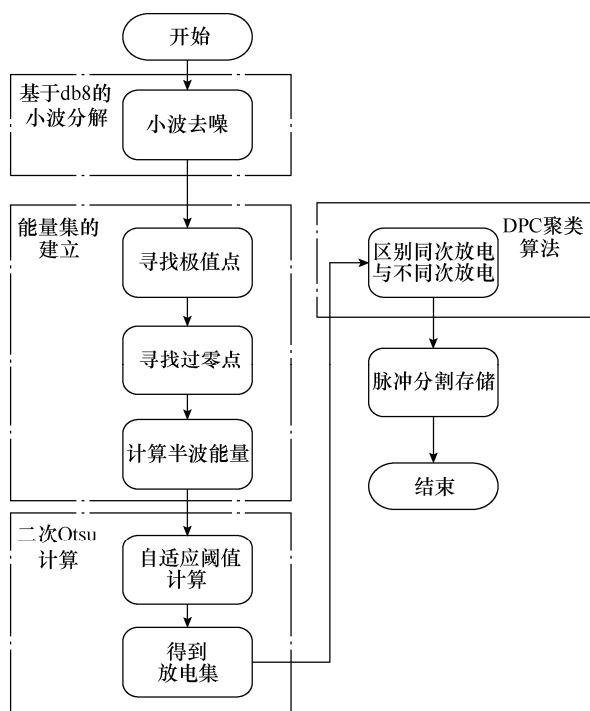 开始
基于db8的
小波分解
小波去噪
能量集的
建立
寻找极值点
寻找过零点
计算半波能量
二次Otsu
计算
自适应阈值
计算
得到
放电集
DPC聚类
算法
区别同次放电
与不同次放电
脉冲分割存储
结束